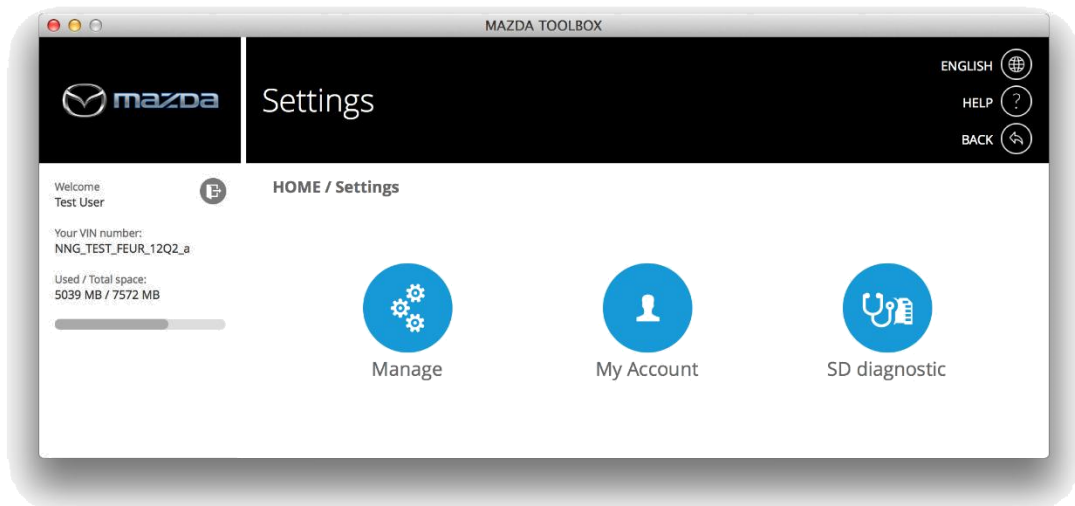 MAZDA TOOLBOX
mazda
Settings
ENGLISH
HELP
?
BACK
Welcome
Test User
Your VIN number:
NNG_TEST_FEUR_12Q2_a
Used / Total space:
5039 MB / 7572 MB
HOME / Settings
Manage
My Account
SD diagnostic